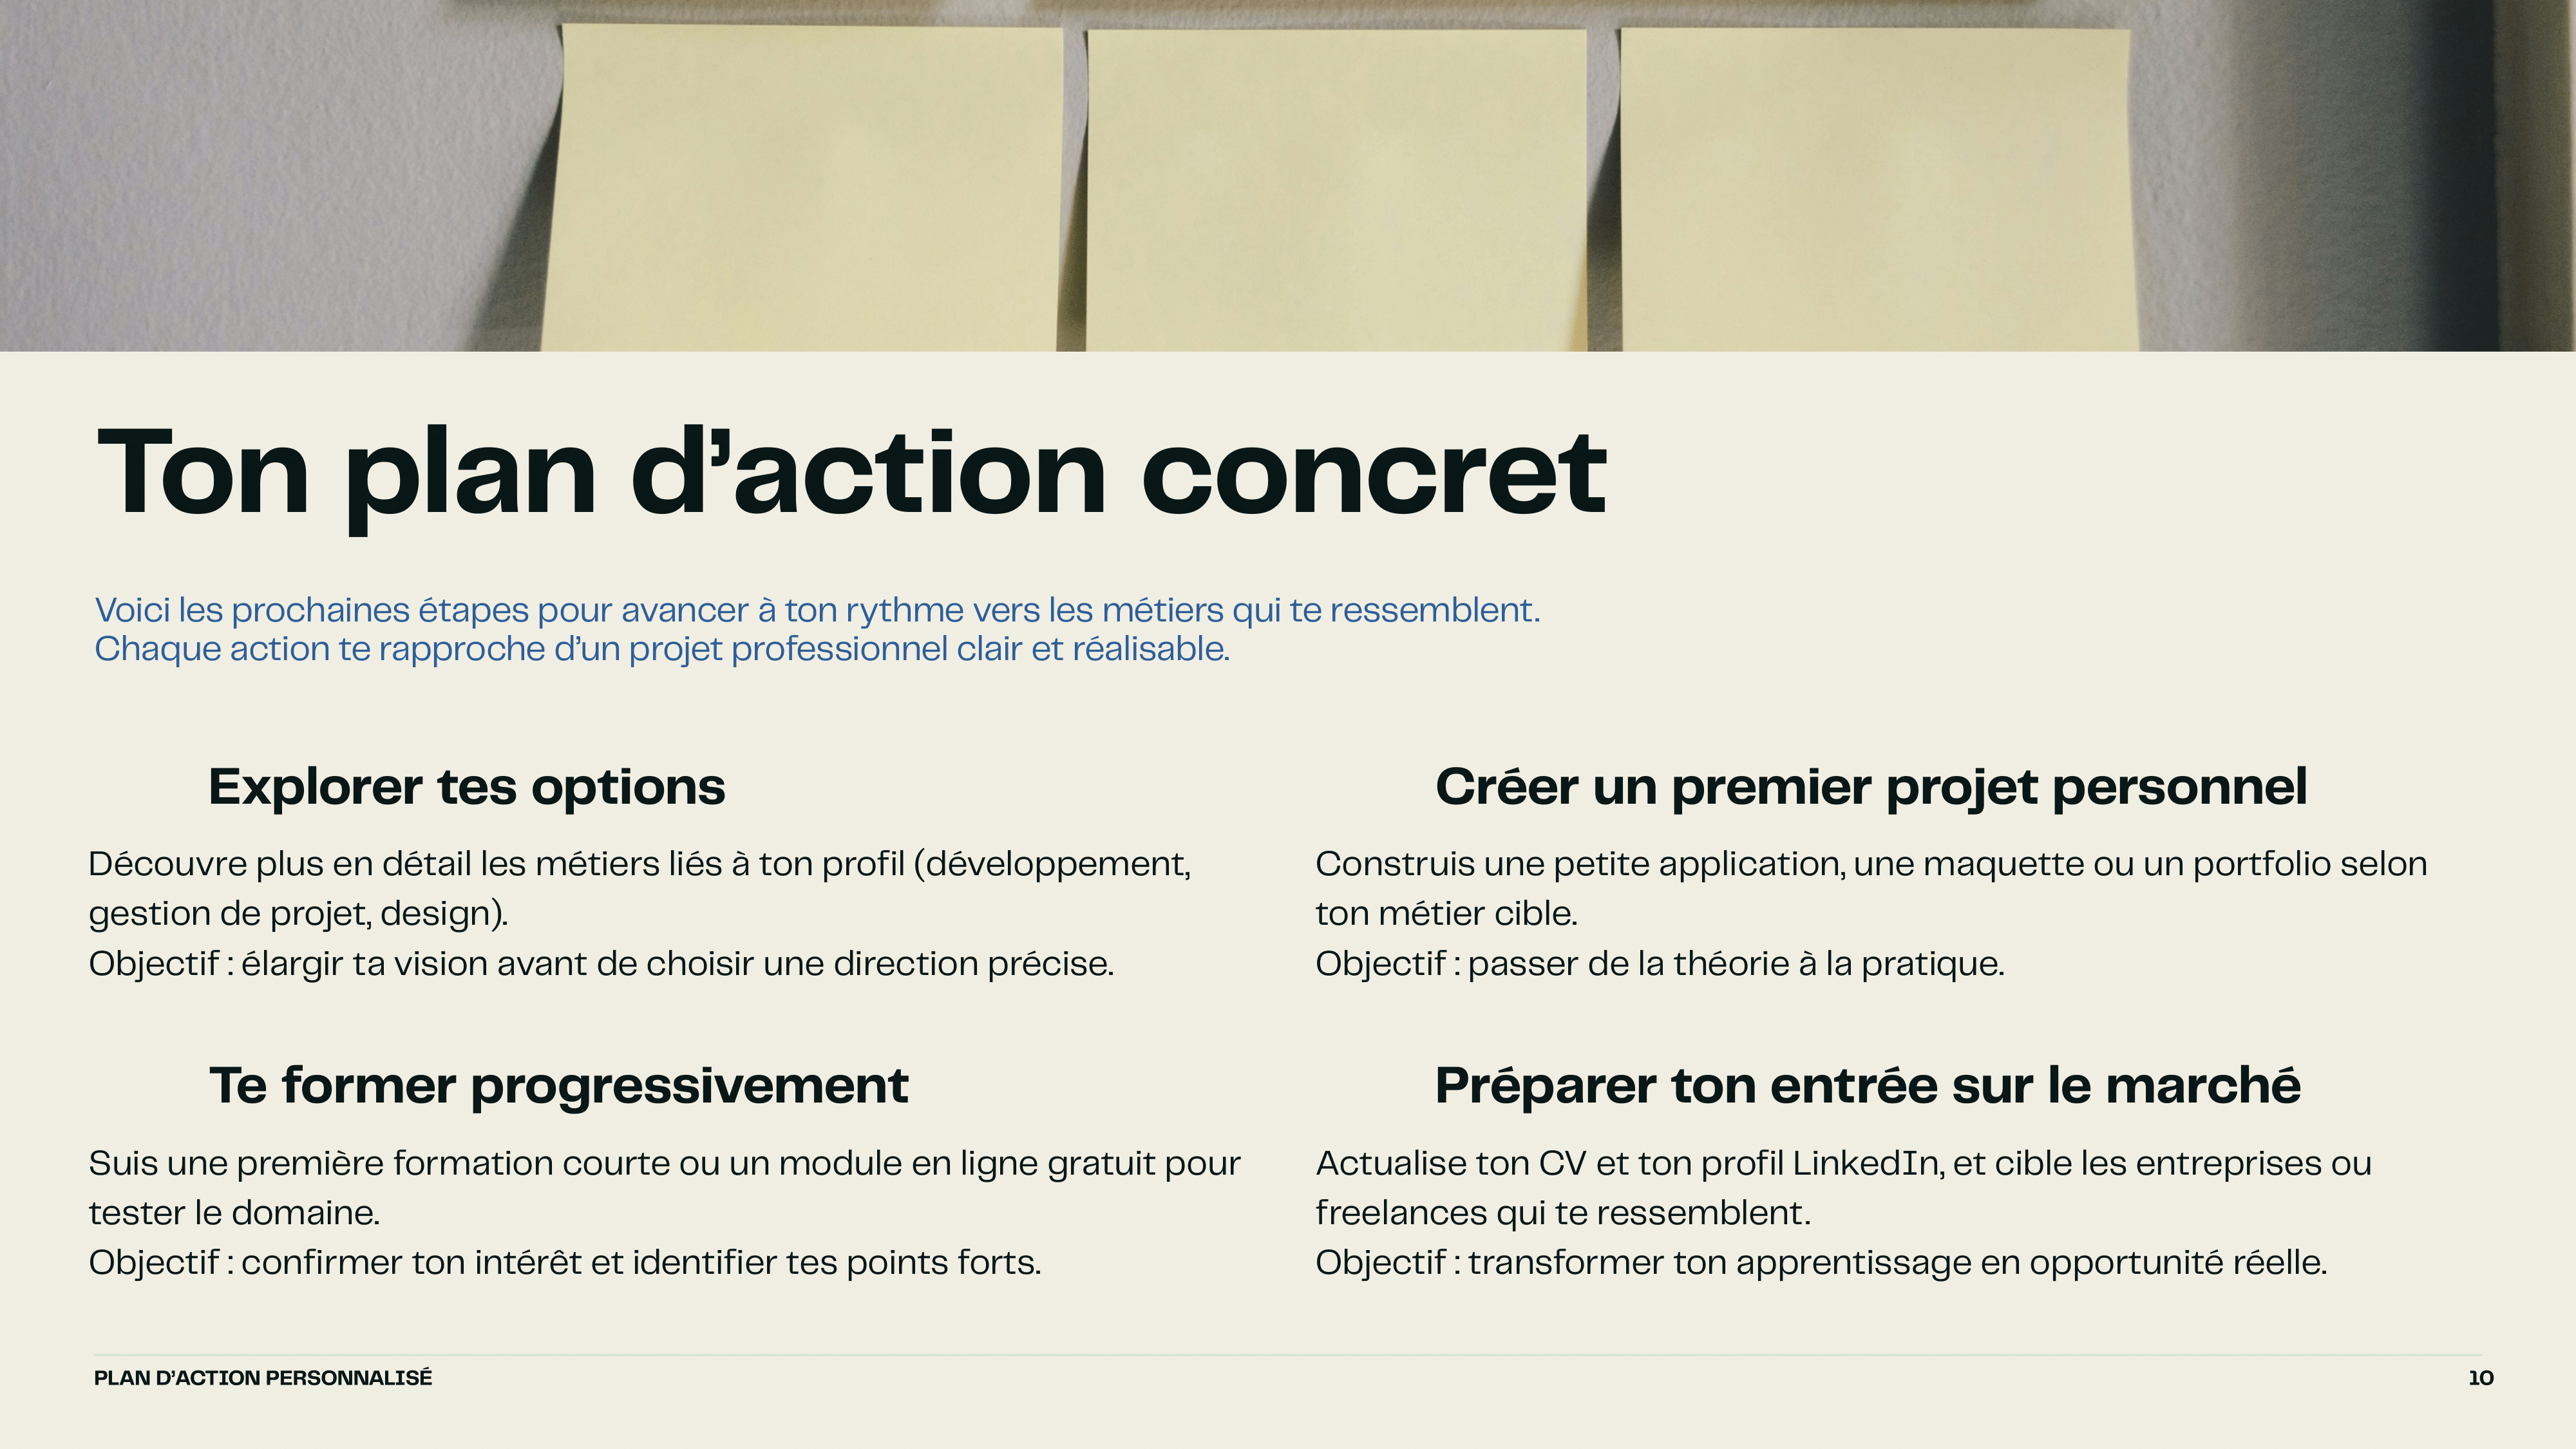 Ton plan d’action concret
Voici les prochaines étapes pour avancer à ton rythme vers les métiers qui te ressemblent.
Chaque action te rapproche d’un projet professionnel clair et réalisable.
Explorer tes options
Découvre plus en détail les métiers liés à ton profil (développement,
gestion de projet, design).
Objectif : élargir ta vision avant de choisir une direction précise.
Te former progressivement
Suis une première formation courte ou un module en ligne gratuit pour
tester le domaine.
Objectif : confirmer ton intérêt et identifier tes points forts.
Créer un premier projet personnel
Construis une petite application, une maquette ou un portfolio selon
ton métier cible.
Objectif : passer de la théorie à la pratique.
Préparer ton entrée sur le marché
Actualise ton CV et ton profil LinkedIn, et cible les entreprises ou
freelances qui te ressemblent.
Objectif : transformer ton apprentissage en opportunité réelle.
PLAN D’ACTION PERSONNALISÉ
10